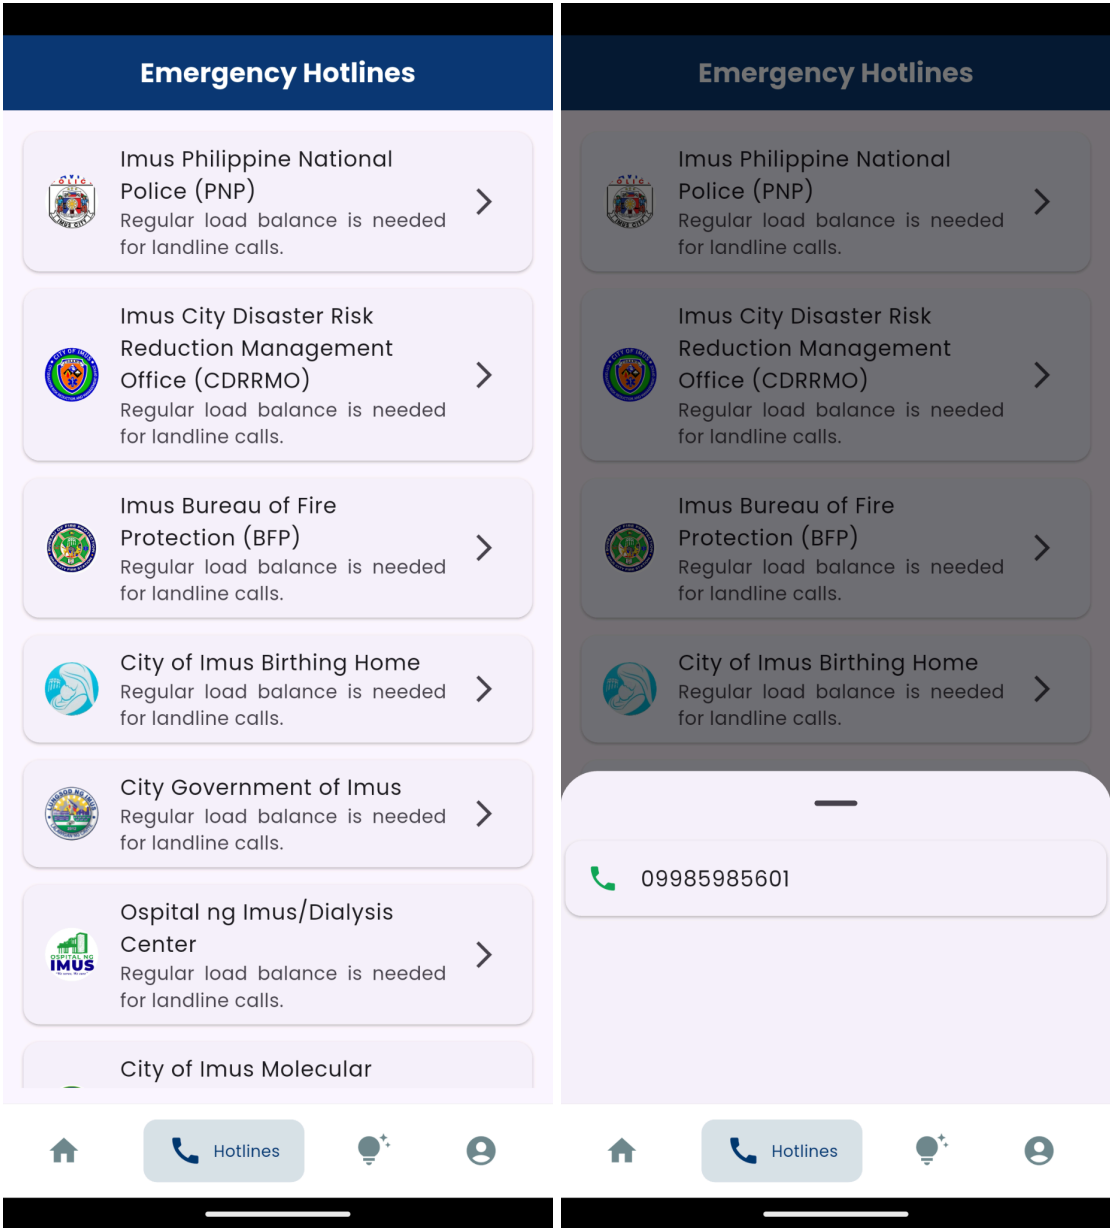 Emergency Hotlines
Imus Philippine National
Police (PNP)
Regular load balance is needed
for landline calls.
Imus City Disaster Risk
Reduction Management
Office (CDRRMO)
Regular load balance is needed
for landline calls.
Imus Bureau of Fire
Protection (BFP)
Regular load balance is needed
for landline calls.
City of Imus Birthing Home
Regular load balance is needed
for landline calls.
City Government of Imus
Regular load balance is needed
for landline calls.
OSPITAL NG
IMUS
Ospital ng Imus/Dialysis
Center
Regular load balance is needed
for landline calls.
City of Imus Molecular
Hotlines
Emergency Hotlines
Imus Philippine National
Police (PNP)
Regular load balance is needed
for landline calls.
Imus City Disaster Risk
Reduction Management
Office (CDRRMO)
Regular load balance is needed
for landline calls.
Imus Bureau of Fire
Protection (BFP)
Regular load balance is needed
for landline calls.
City of Imus Birthing Home
Regular load balance is needed
for landline calls.
09985985601
Hotlines